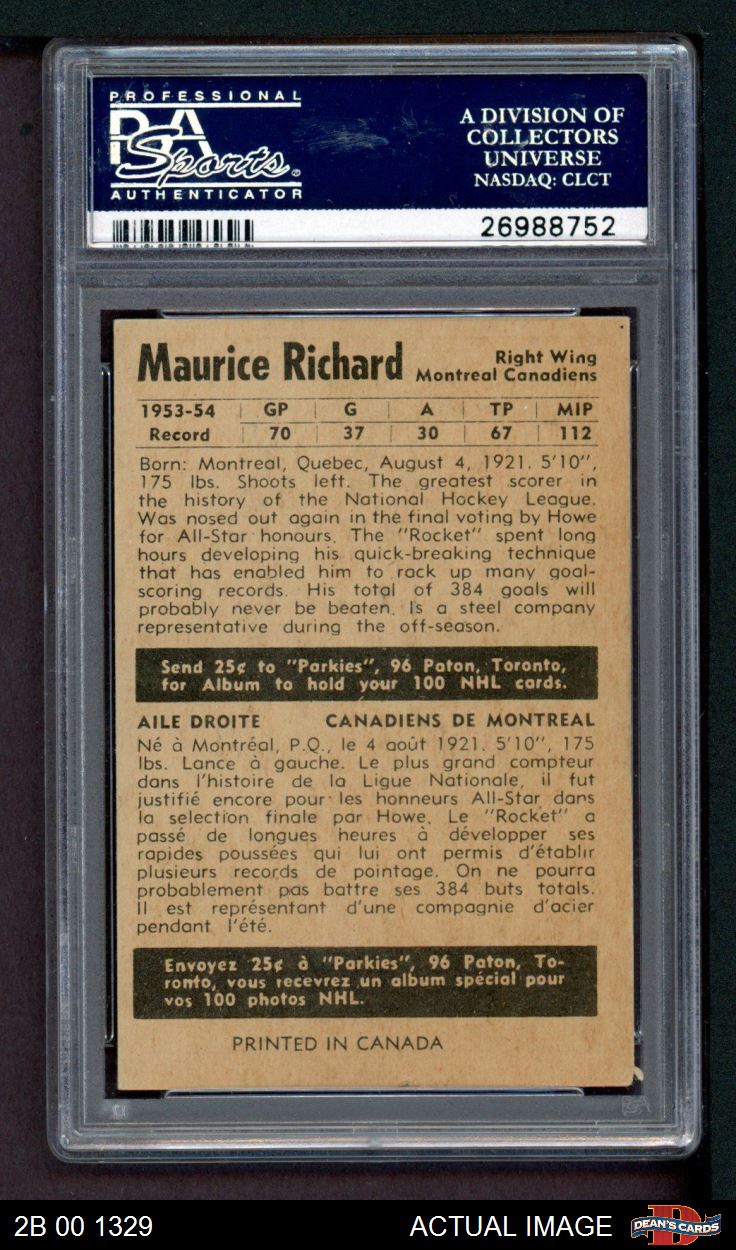 PROFESSIONAL
PSA
Sports
AUTHENTICATOR
A DIVISION OF
COLLECTORS
UNIVERSE
NASDAQ: CLCT
26988752
Maurice Richard
Right Wing
Montreal Canadiens
1953-54 GP G A TP MIP
Record 70 37 30 67 112
Born: Montreal, Quebec, August 4, 1921. 5'10",
175 lbs. Shoots left. The greatest scorer in
the history of the National Hockey League.
Was nosed out again in the final voting by Howe
for All-Star honours. The "Rocket" spent long
hours developing his quick-breaking technique
that has enabled him to rack up many goal-
scoring records. His total of 384 goals will
probably never be beaten. Is a steel company
representative during the off-season.
Send 25¢ to "Parkies", 96 Paton, Toronto,
for Album to hold your 100 NHL cards.
AILE DROITE CANADIENS DE MONTREAL
Né à Montréal, P.Q., le 4 août 1921. 5'10", 175
lbs. Lance à gauche. Le plus grand compteur
dans l'histoire de la Ligue Nationale, il fut
justifié encore pour les honneurs All-Star dans
la selection finale par Howe. Le "Rocket" a
passé de longues heures à développer ses
rapides poussées qui lui ont permis d'établir
plusieurs records de pointage. On ne pourra
probablement pas battre ses 384 buts totals.
Il est représentant d'une compagnie d'acier
pendant l'été.
Envoyez 25¢ à "Parkies", 96 Paton, To-
ronto, vous recevrez un album spécial pour
vos 100 photos NHL.
PRINTED IN CANADA
2B 00 1329
ACTUAL IMAGE
DEAN'S CARDS